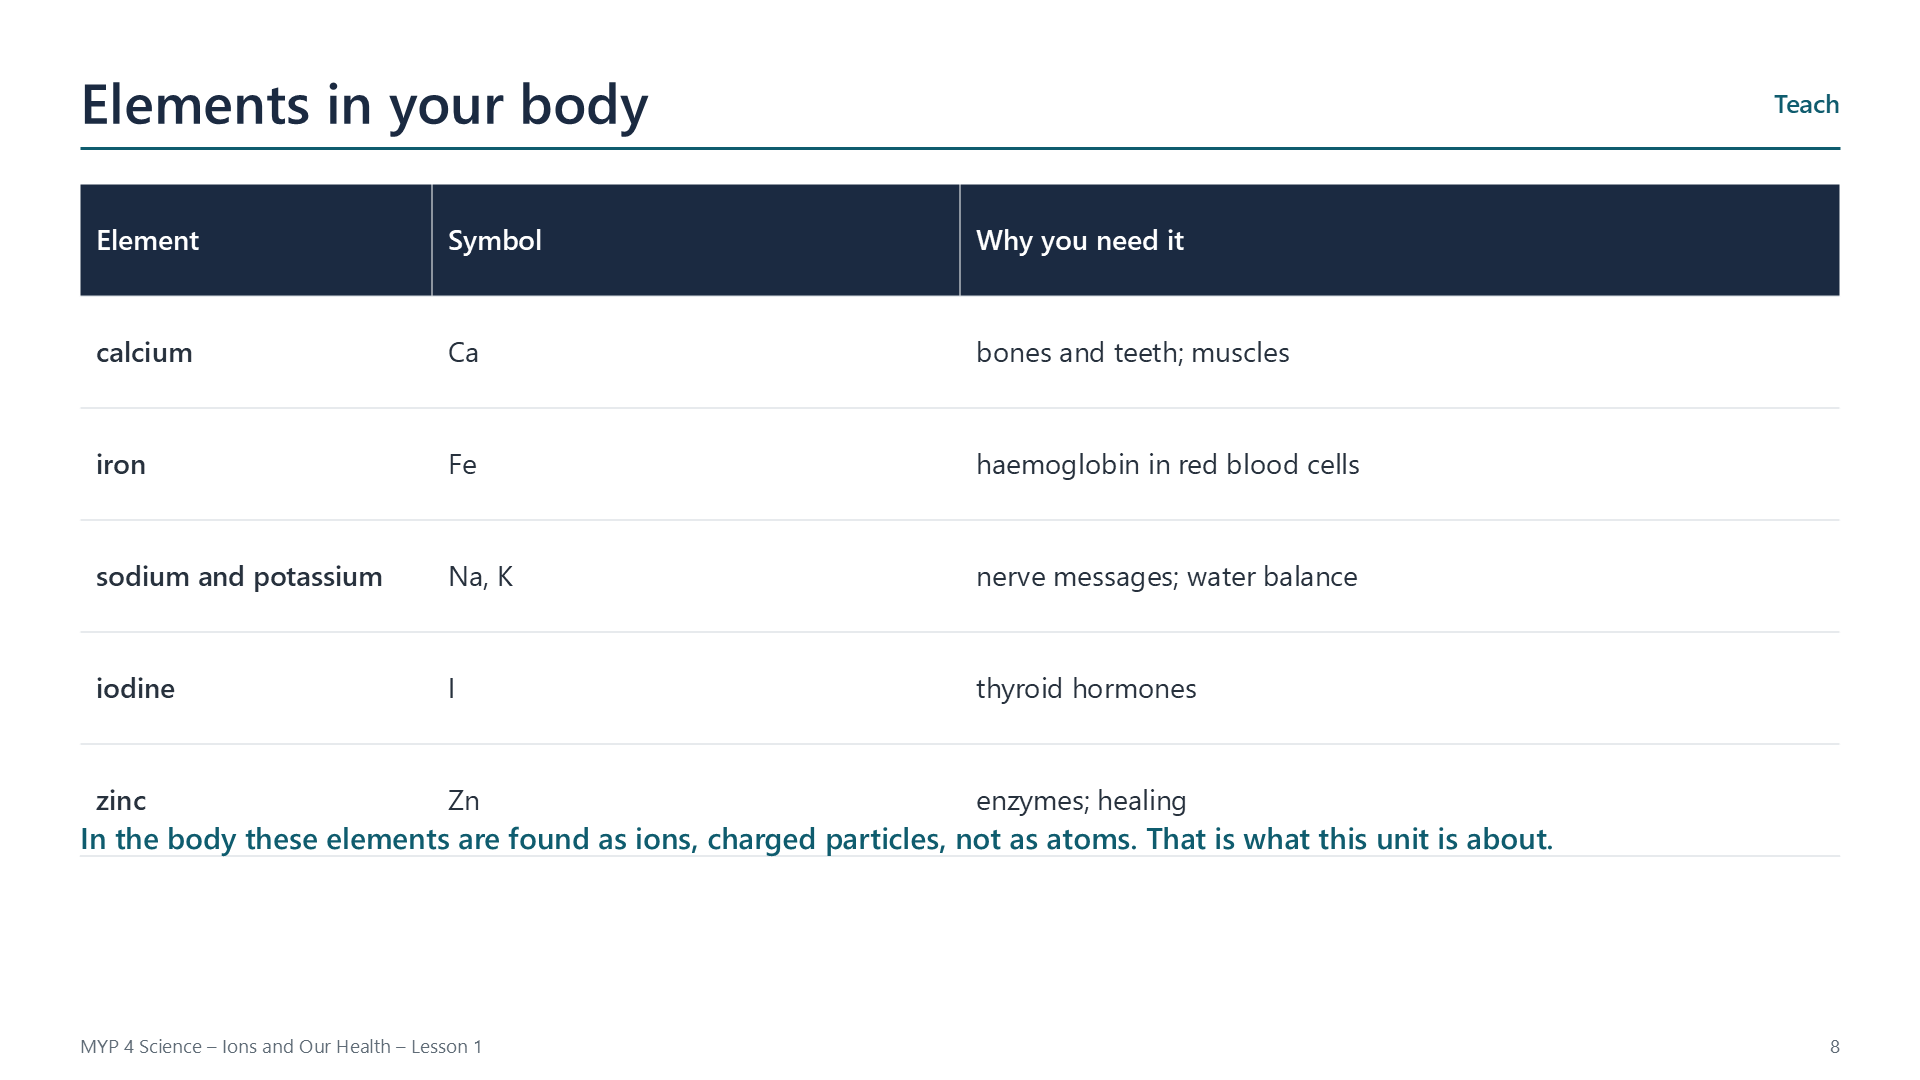 Elements in your body
Teach
Element Symbol Why you need it
calcium Ca bones and teeth; muscles
iron Fe haemoglobin in red blood cells
sodium and potassium Na, K nerve messages; water balance
iodine I thyroid hormones
zinc Zn enzymes; healing
In the body these elements are found as ions, charged particles, not as atoms. That is what this unit is about.
MYP 4 Science – Ions and Our Health – Lesson 1
8